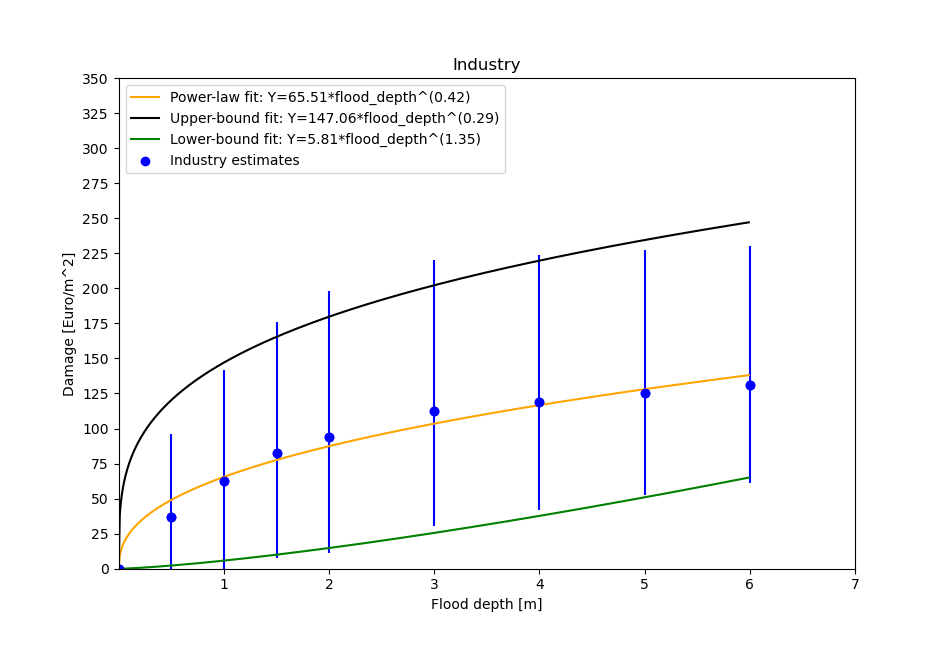 Industry
Power-law fit: Y=65.51*flood_depth^(0.42)
Upper-bound fit: Y=147.06*flood_depth^(0.29)
Lower-bound fit: Y=5.81*flood_depth^(1.35)
Industry estimates
350
325
300
275
250
225
200
175
150
125
100
75
50
25
0
Damage [Euro/m^2]
1 2 3 4 5 6 7
Flood depth [m]